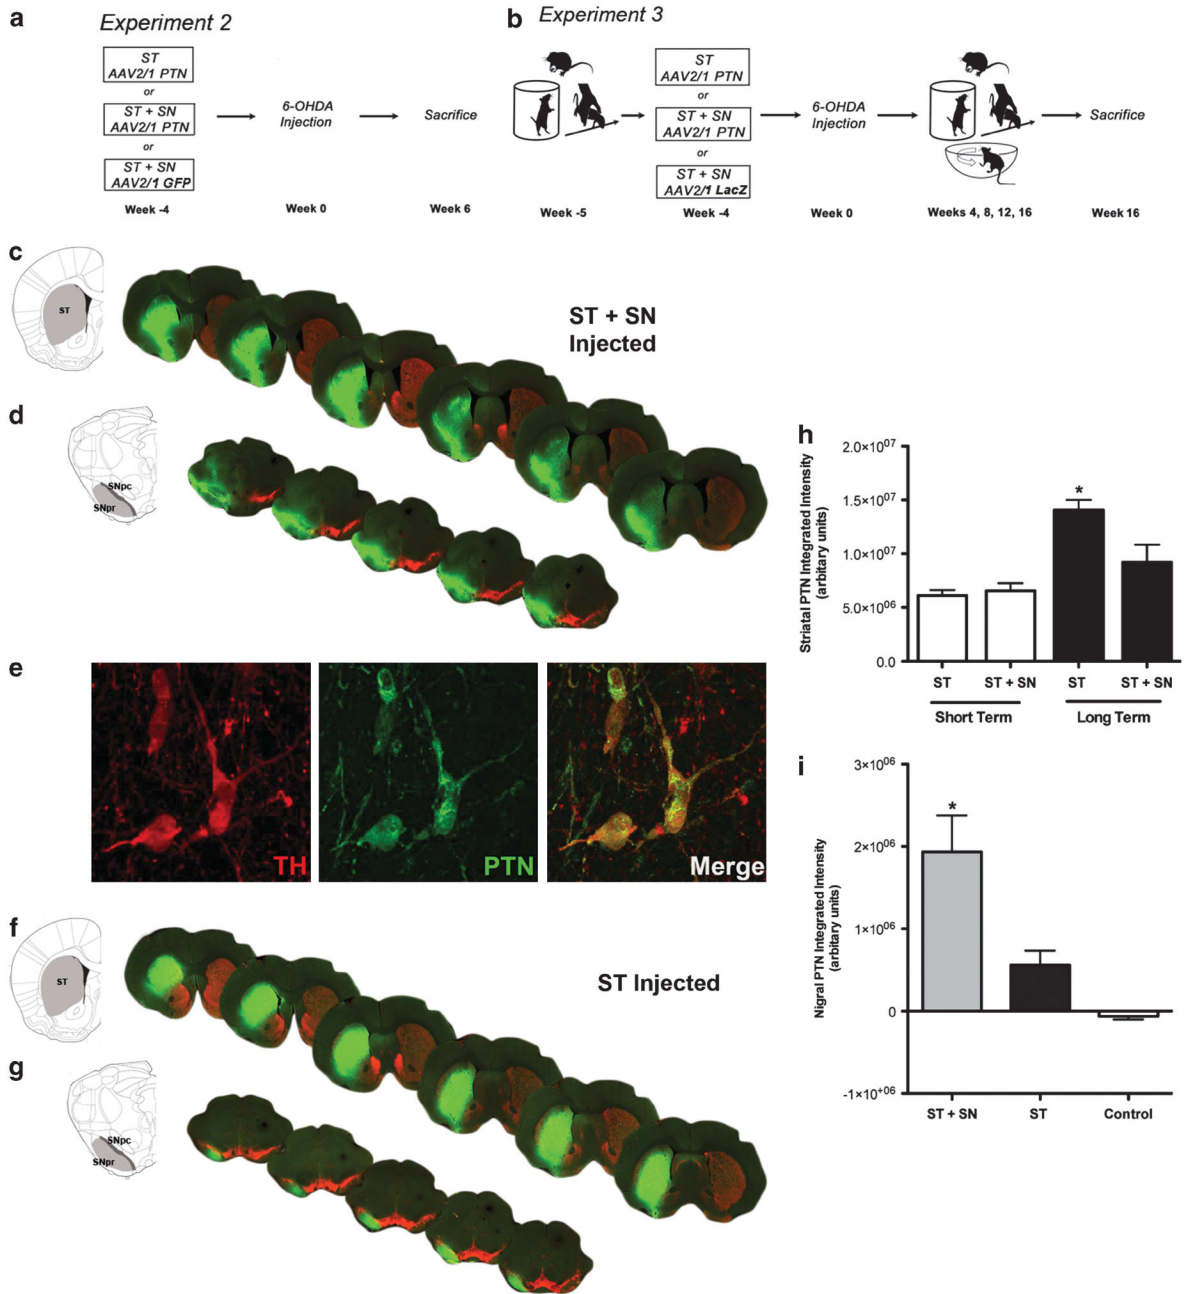 a
Experiment 2
ST
AAV2/1 PTN
or
ST + SN
AAV2/1 PTN
or
ST + SN
AAV2/1 GFP
6-OHDA
Injection
Sacrifice
Week -4
Week 0
Week 6
b
Experiment 3
ST
AAV2/1 PTN
or
ST + SN
AAV2/1 PTN
or
ST + SN
AAV2/1 LacZ
6-OHDA
Injection
Sacrifice
Week -5
Week -4
Week 0
Weeks 4, 8, 12, 16
Week 16
c
ST
ST + SN
Injected
d
SNpc
SNpr
e
TH
PTN
Merge
f
ST
ST Injected
g
SNpc
SNpr
h
Striatal PTN Integrated Intensity
(arbitary units)
2.0×10⁰⁷
1.5×10⁰⁷
1.0×10⁰⁷
5.0×10⁰⁶
0.0
*
ST
ST + SN
ST
ST + SN
Short Term
Long Term
i
Nigral PTN Integrated Intensity
(arbitary units)
3×10⁰⁶
2×10⁰⁶
1×10⁰⁶
0
-1×10⁺⁰⁶
*
ST + SN
ST
Control